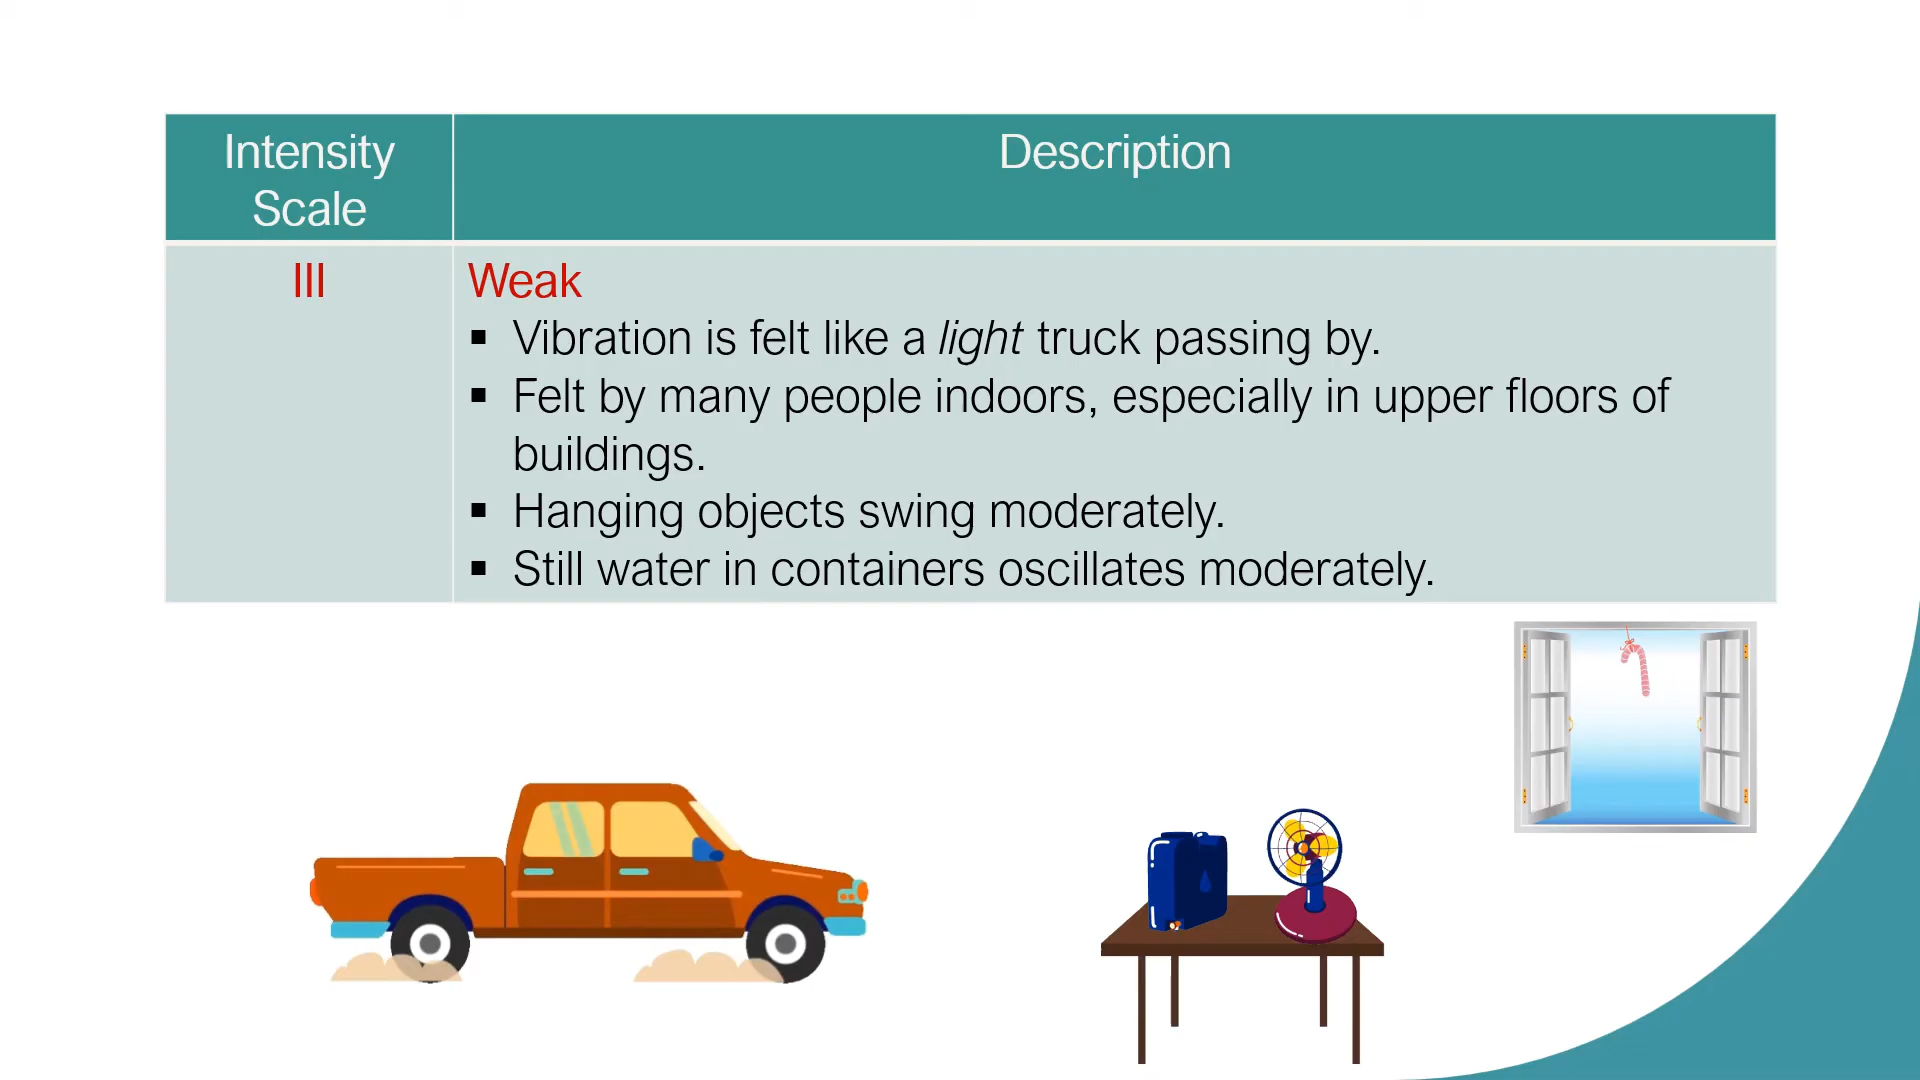 Intensity
Scale
Description
III
Weak
▪ Vibration is felt like a light truck passing by.
▪ Felt by many people indoors, especially in upper floors of
buildings.
▪ Hanging objects swing moderately.
▪ Still water in containers oscillates moderately.